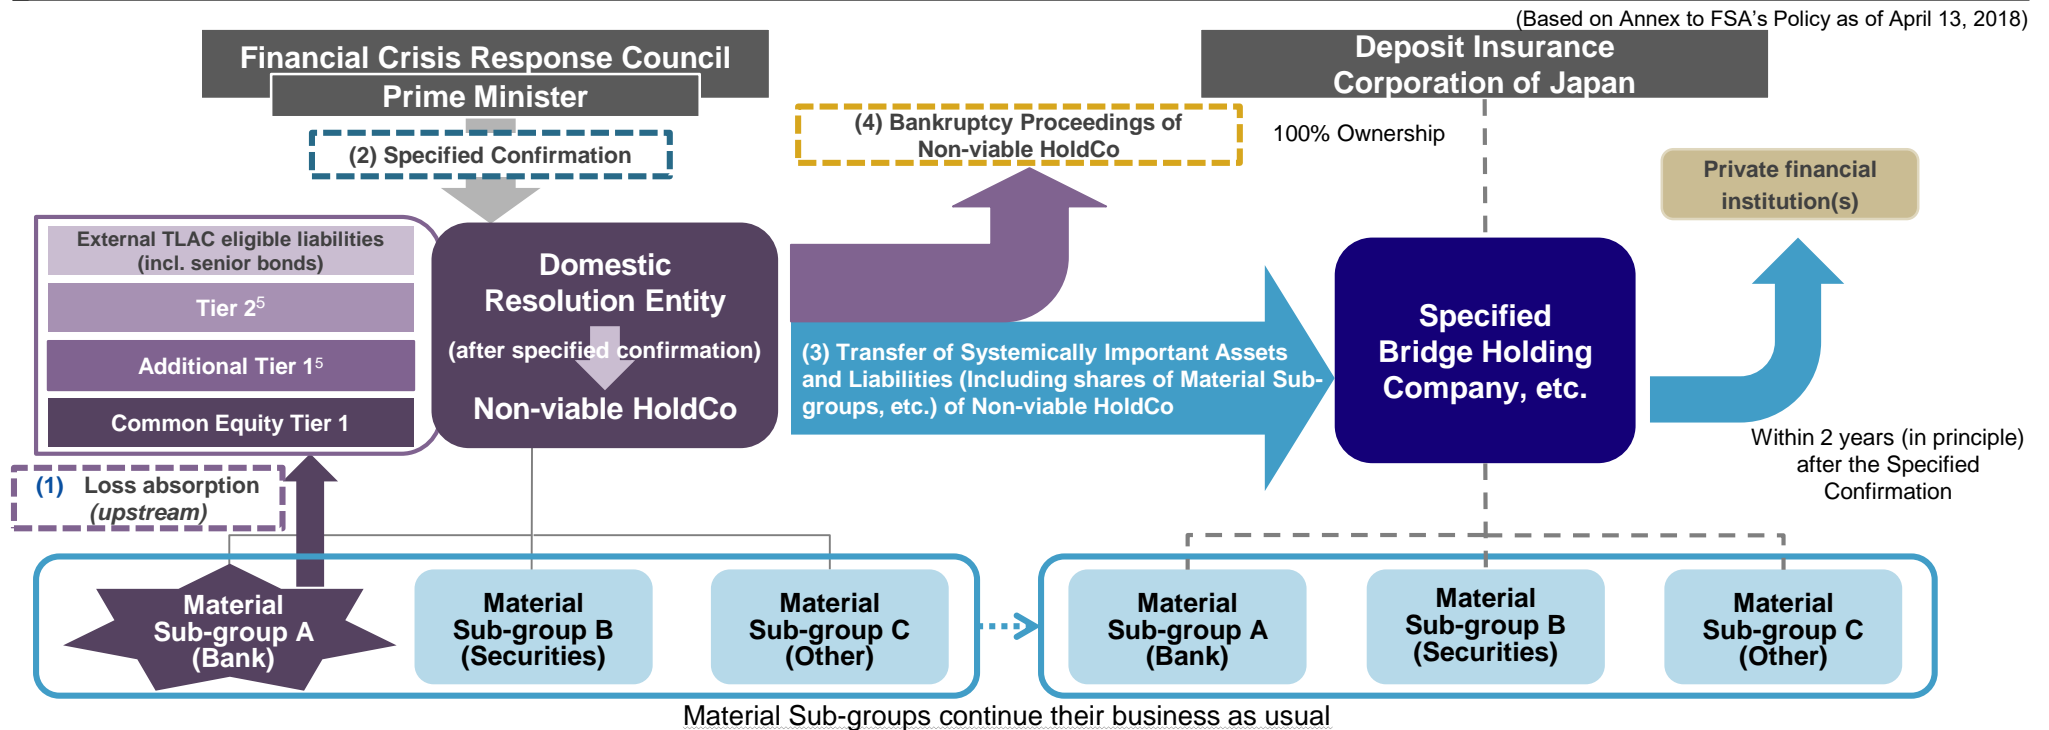 (Based on Annex to FSA's Policy as of April 13, 2018)
Financial Crisis Response Council
Prime Minister
Deposit Insurance
Corporation of Japan
(2) Specified Confirmation
(4) Bankruptcy Proceedings of
Non-viable HoldCo
100% Ownership
Private financial
institution(s)
External TLAC eligible liabilities
(incl. senior bonds)
Tier 2⁵
Additional Tier 1⁵
Common Equity Tier 1
Domestic
Resolution Entity
(after specified confirmation)
Non-viable HoldCo
(3) Transfer of Systemically Important Assets
and Liabilities (Including shares of Material Sub-
groups, etc.) of Non-viable HoldCo
Specified
Bridge Holding
Company, etc.
Within 2 years (in principle)
after the Specified
Confirmation
(1) Loss absorption
(upstream)
Material
Sub-group A
(Bank)
Material
Sub-group B
(Securities)
Material
Sub-group C
(Other)
Material
Sub-group A
(Bank)
Material
Sub-group B
(Securities)
Material
Sub-group C
(Other)
Material Sub-groups continue their business as usual